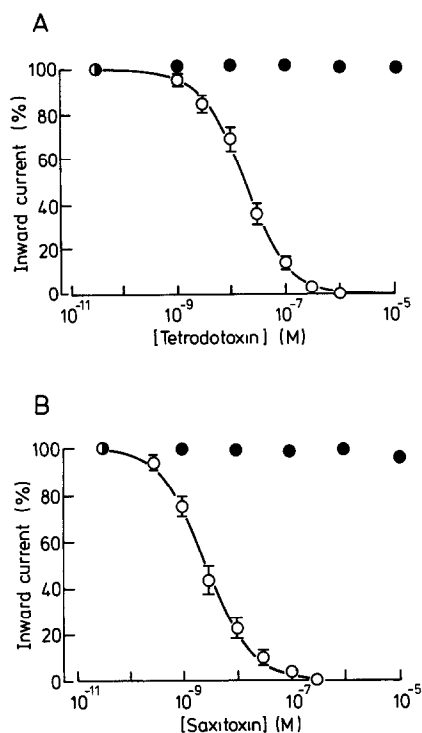 A
Inward current (%)
100
80
60
40
20
0
10⁻¹¹ 10⁻⁹ 10⁻⁷ 10⁻⁵
[Tetrodotoxin] (M)
B
Inward current (%)
100
80
60
40
20
0
10⁻¹¹ 10⁻⁹ 10⁻⁷ 10⁻⁵
[Saxitoxin] (M)